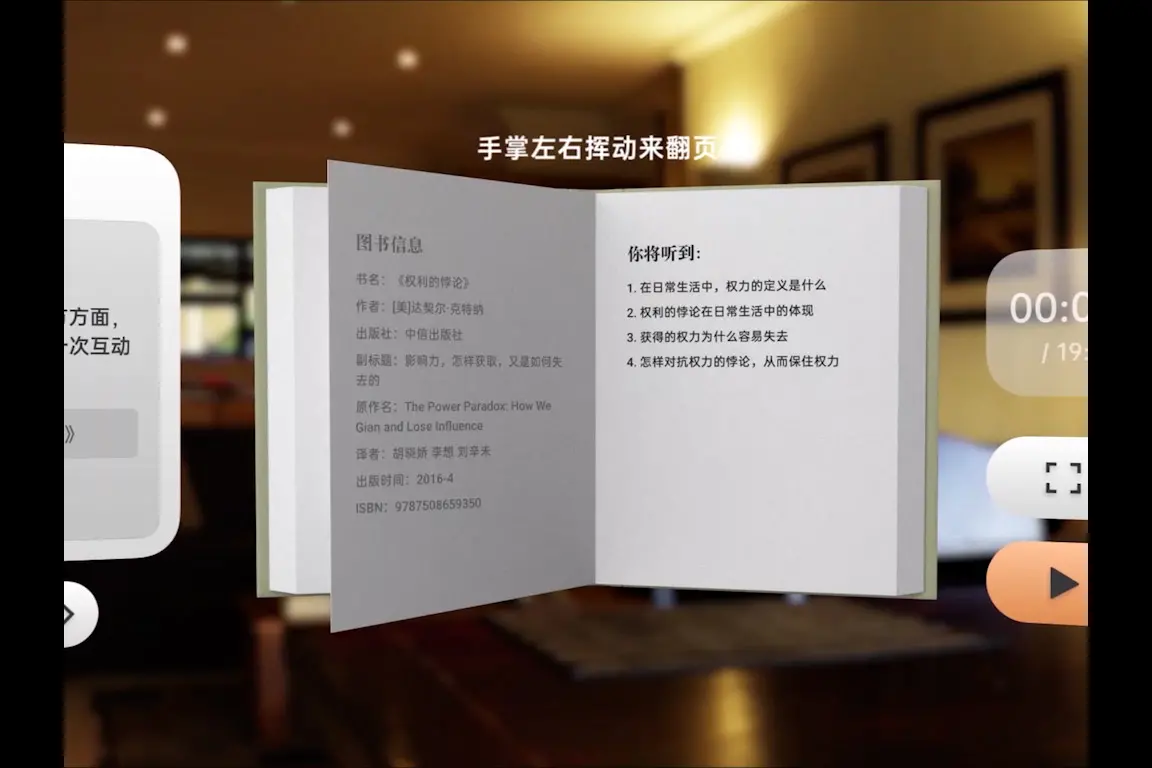 手掌左右挥动来翻页
方面，
次互动
》
图书信息
书名：《权利的悖论》
作者：[美]达契尔·克特纳
出版社：中信出版社
副标题：影响力，怎样获取，又是如何失
去的
原作名：The Power Paradox: How We
Gian and Lose Influence
译者：胡晓娇 李想 刘辛未
出版时间：2016-4
ISBN：9787508659350
你将听到:
1. 在日常生活中，权力的定义是什么
2. 权利的悖论在日常生活中的体现
3. 获得的权力为什么容易失去
4. 怎样对抗权力的悖论，从而保住权力
00:0
/ 19: